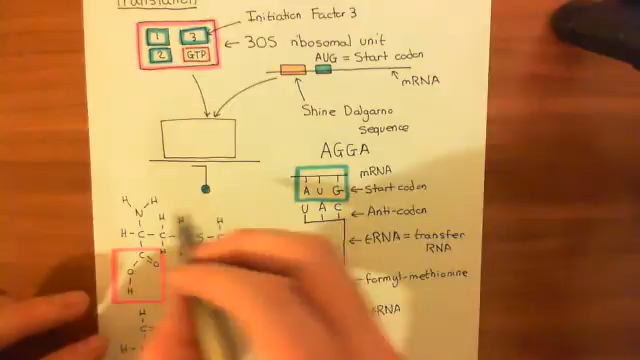 Translation
Initiation Factor 3
1 3
2 GTP
30S ribosomal unit
AUG = Start codon
mRNA
Shine Dalgarno
Sequence
AGGA
mRNA
A U G
Start codon
U A C
Anti-codon
tRNA = transfer
RNA
formyl-methionine
H H
N
H H
H-C-C- S-C
H
C O
O
H
H
C
H